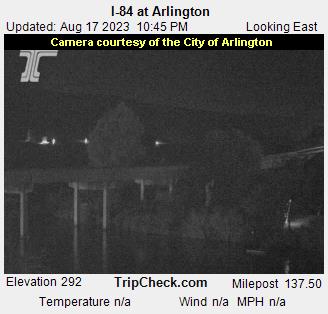 I-84 at Arlington
Updated: Aug 17 2023 10:45 PM Looking East
Camera courtesy of the City of Arlington
Elevation 292 TripCheck.com Milepost 137.50
Temperature n/a Wind n/a MPH n/a